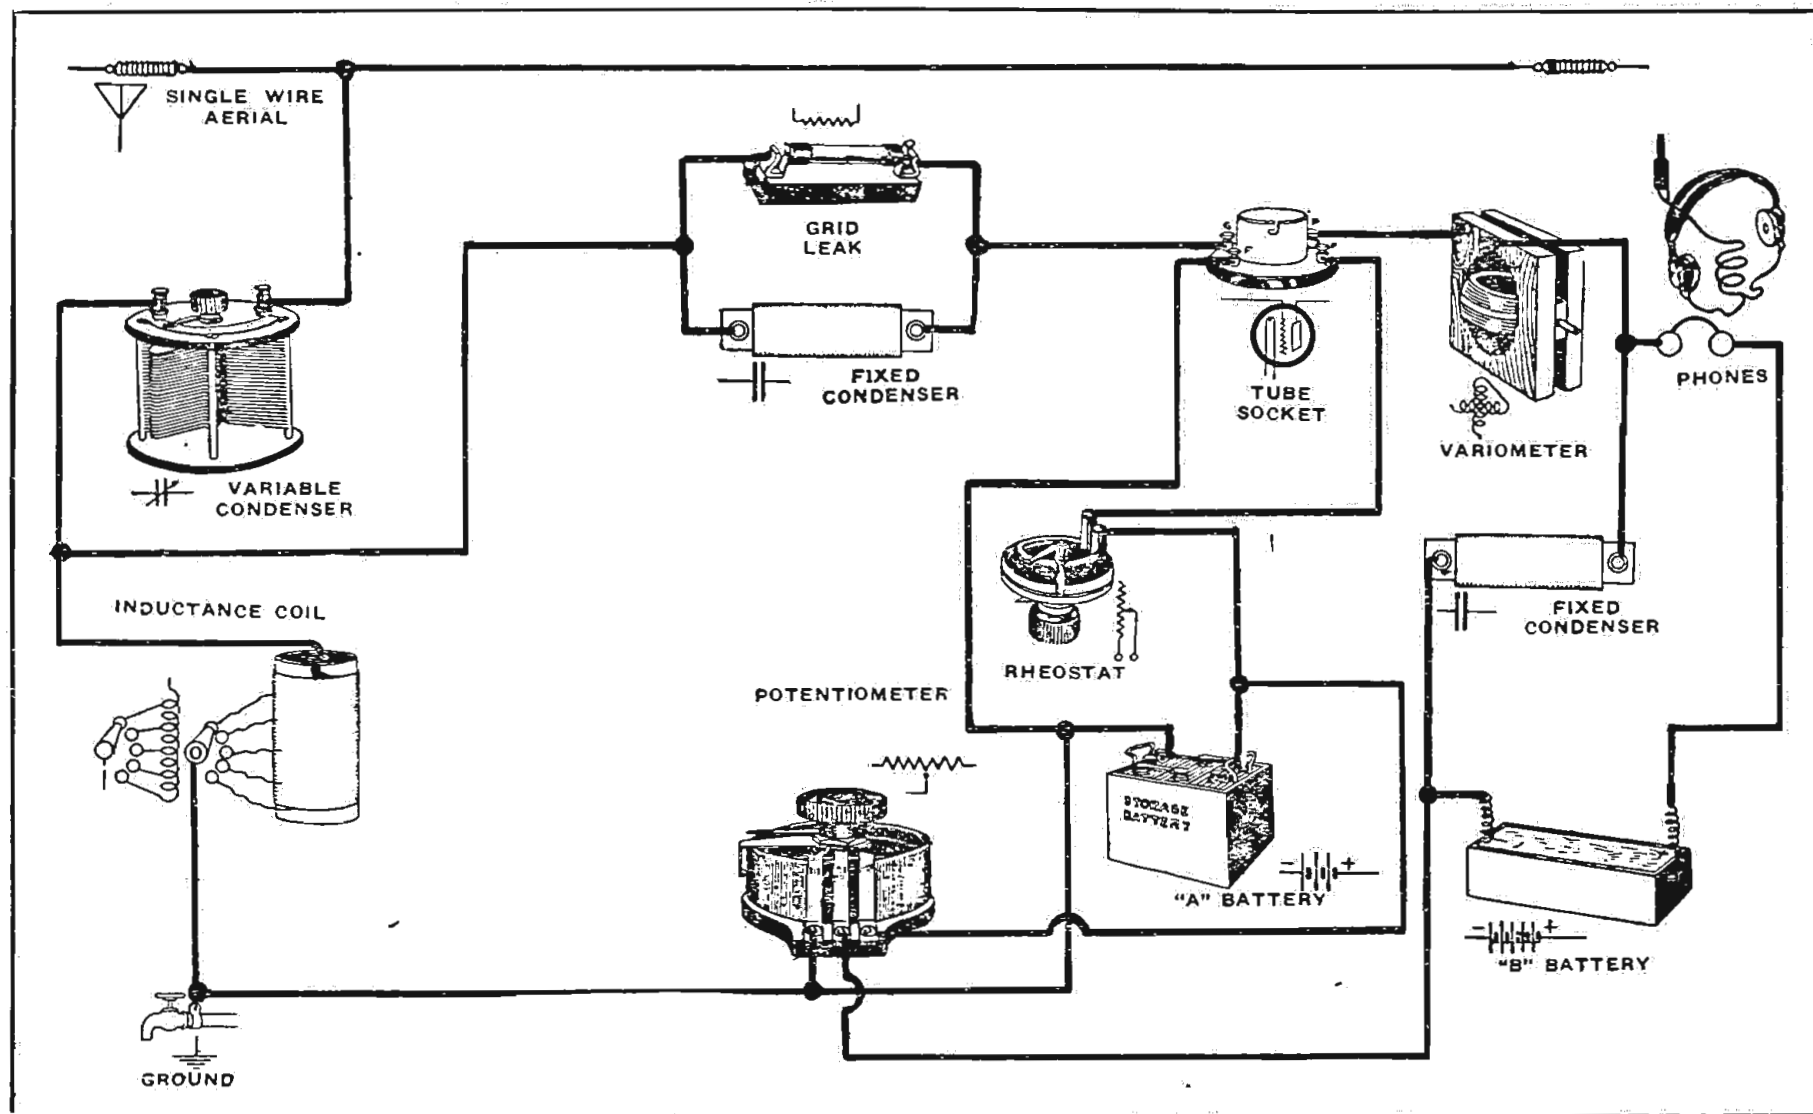 SINGLE WIRE
AERIAL
GRID
LEAK
FIXED
CONDENSER
TUBE
SOCKET
VARIOMETER
PHONES
VARIABLE
CONDENSER
INDUCTANCE COIL
RHEOSTAT
FIXED
CONDENSER
POTENTIOMETER
STORAGE
BATTERY
- +
"A" BATTERY
- +
"B" BATTERY
GROUND